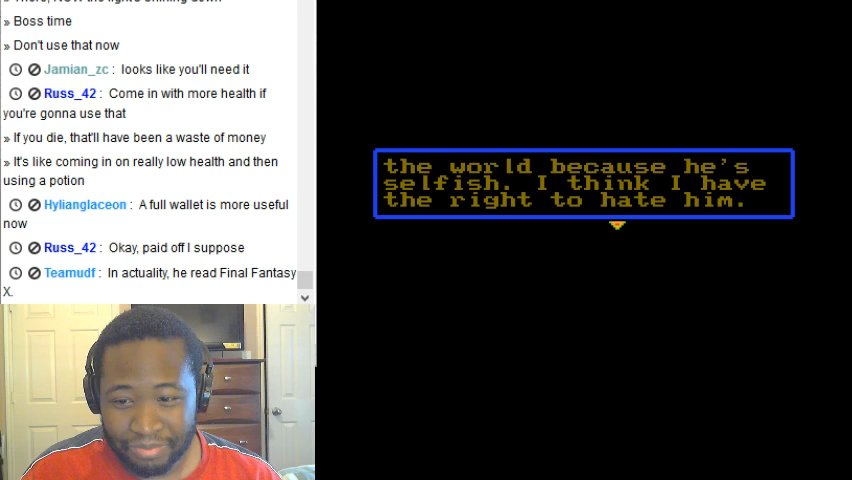 » Boss time
» Don't use that now
Jamian_zc : looks like you'll need it
Russ_42 : Come in with more health if
you're gonna use that
» If you die, that'll have been a waste of money
» It's like coming in on really low health and then
using a potion
Hylianglaceon : A full wallet is more useful
now
Russ_42 : Okay, paid off I suppose
Teamudf : In actuality, he read Final Fantasy
X.
the world because he's
selfish. I think I have
the right to hate him.